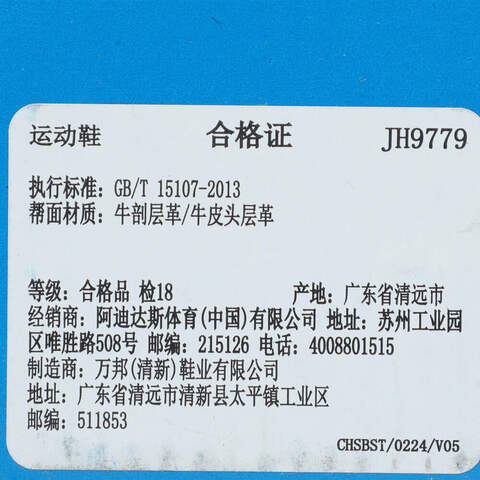 运动鞋 合格证 JH9779
执行标准: GB/T 15107-2013
帮面材质: 牛剖层革/牛皮头层革
等级: 合格品 检18 产地: 广东省清远市
经销商: 阿迪达斯体育(中国)有限公司 地址: 苏州工业园
区唯胜路508号 邮编: 215126 电话: 4008801515
制造商: 万邦(清新)鞋业有限公司
地址: 广东省清远市清新县太平镇工业区
邮编: 511853
CHSBST/0224/V05